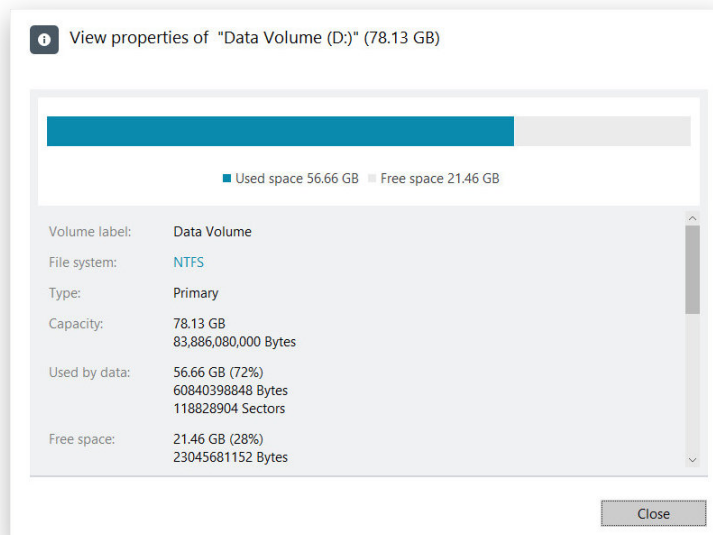 View properties of "Data Volume (D:)" (78.13 GB)
Used space 56.66 GB Free space 21.46 GB
Volume label: Data Volume
File system: NTFS
Type: Primary
Capacity: 78.13 GB
83,886,080,000 Bytes
Used by data: 56.66 GB (72%)
60840398848 Bytes
118828904 Sectors
Free space: 21.46 GB (28%)
23045681152 Bytes
Close